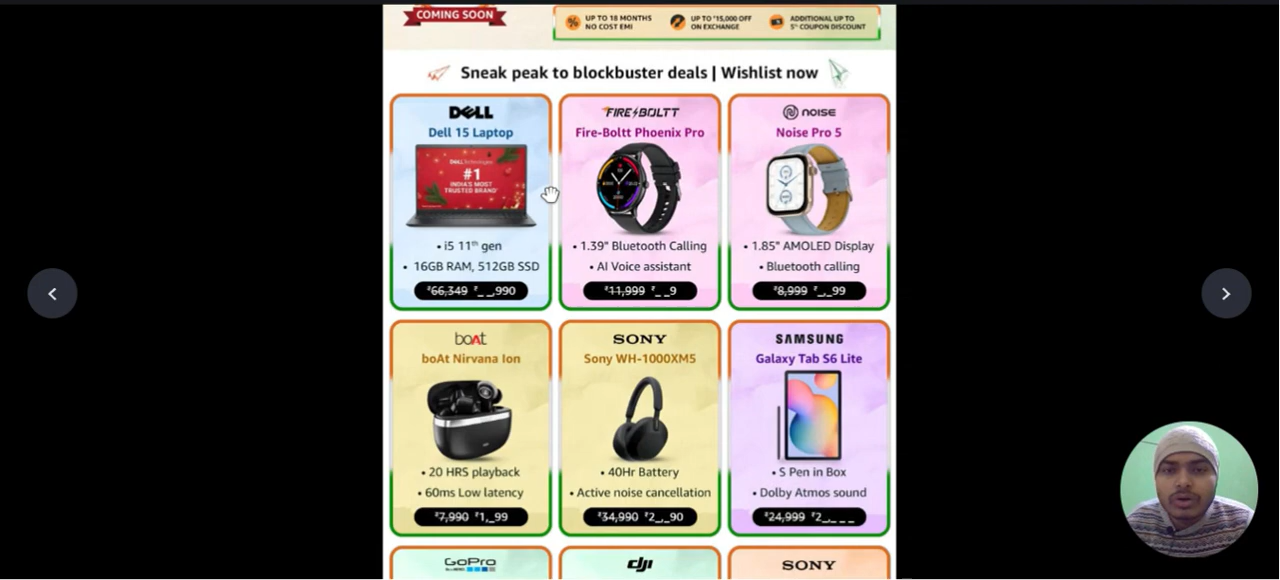 COMING SOON
UP TO 18 MONTHS
NO COST EMI
UP TO ₹15,000 OFF
ON EXCHANGE
ADDITIONAL UP TO
5% COUPON DISCOUNT
Sneak peak to blockbuster deals | Wishlist now
DELL
Dell 15 Laptop
DELL Technologies
#1
INDIA'S MOST
TRUSTED BRAND*
• i5 11th gen
• 16GB RAM, 512GB SSD
₹66,349 ₹_ _,990
FIRE-BOLTT
Fire-Boltt Phoenix Pro
• 1.39" Bluetooth Calling
• AI Voice assistant
₹11,999 ₹_ _9
noise
Noise Pro 5
• 1.85" AMOLED Display
• Bluetooth calling
₹8,999 ₹_,_99
boAt
boAt Nirvana Ion
• 20 HRS playback
• 60ms Low latency
₹7,990 ₹1,_99
SONY
Sony WH-1000XM5
• 40Hr Battery
• Active noise cancellation
₹34,990 ₹2_,_90
SAMSUNG
Galaxy Tab S6 Lite
• S Pen in Box
• Dolby Atmos sound
₹24,999 ₹2_,_ _ _
GoPro
dji
SONY